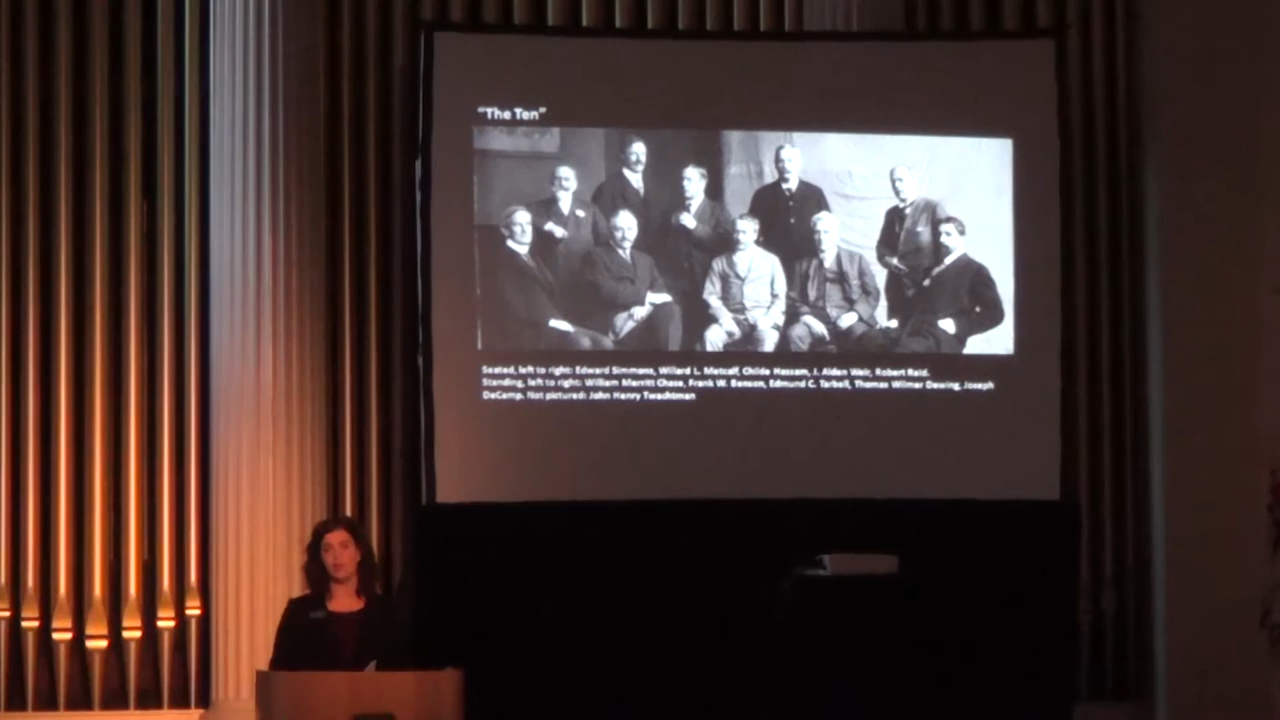 “The Ten”
Seated, left to right: Edward Simmons, Willard L. Metcalf, Childe Hassam, J. Alden Weir, Robert Reid.
Standing, left to right: William Merritt Chase, Frank W. Benson, Edmund C. Tarbell, Thomas Wilmer Dewing, Joseph
DeCamp. Not pictured: John Henry Twachtman